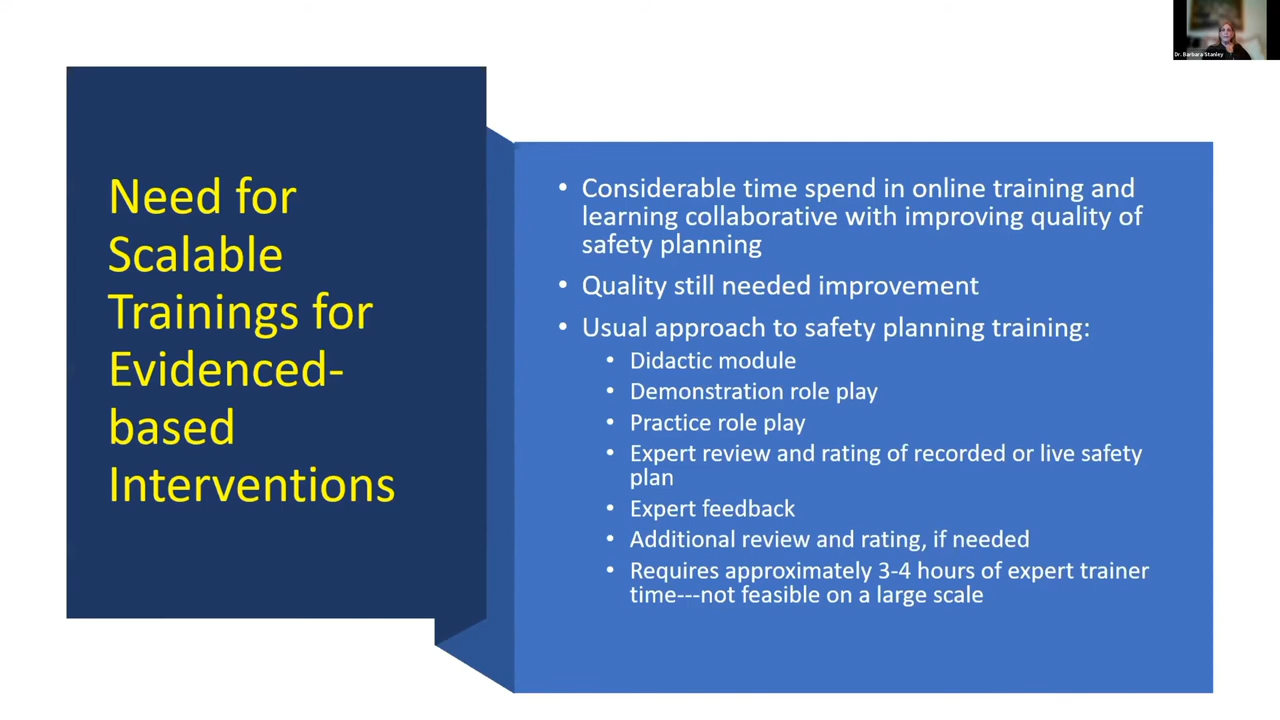 Dr. Barbara Stanley
Need for
Scalable
Trainings for
Evidenced-
based
Interventions
• Considerable time spend in online training and
learning collaborative with improving quality of
safety planning
• Quality still needed improvement
• Usual approach to safety planning training:
• Didactic module
• Demonstration role play
• Practice role play
• Expert review and rating of recorded or live safety
plan
• Expert feedback
• Additional review and rating, if needed
• Requires approximately 3-4 hours of expert trainer
time---not feasible on a large scale